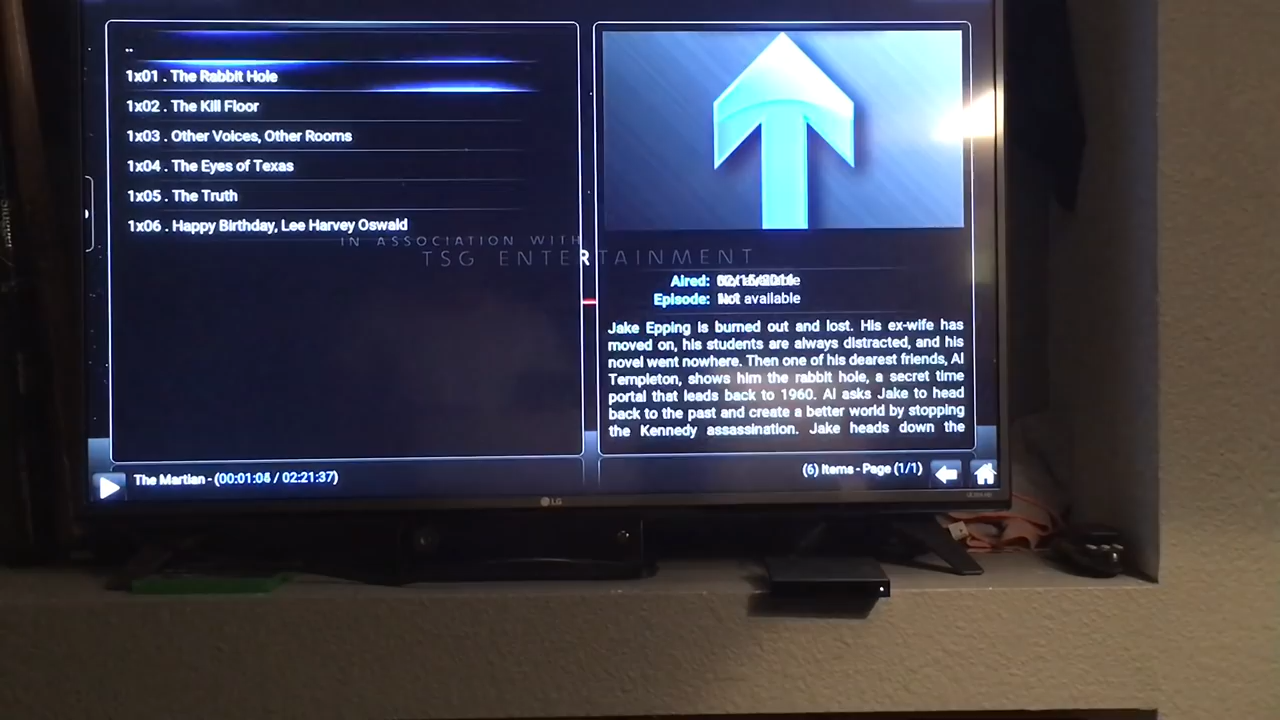 ..
1x01 . The Rabbit Hole
1x02 . The Kill Floor
1x03 . Other Voices, Other Rooms
1x04 . The Eyes of Texas
1x05 . The Truth
1x06 . Happy Birthday, Lee Harvey Oswald
IN ASSOCIATION WITH
TSG ENTERTAINMENT
Aired:
Episode: Not available
Jake Epping is burned out and lost. His ex-wife has
moved on, his students are always distracted, and his
novel went nowhere. Then one of his dearest friends, Al
Templeton, shows him the rabbit hole, a secret time
portal that leads back to 1960. Al asks Jake to head
back to the past and create a better world by stopping
the Kennedy assassination. Jake heads down the
The Martian - (00:01:04 / 02:21:37)
(6) Items - Page (1/1)
LG